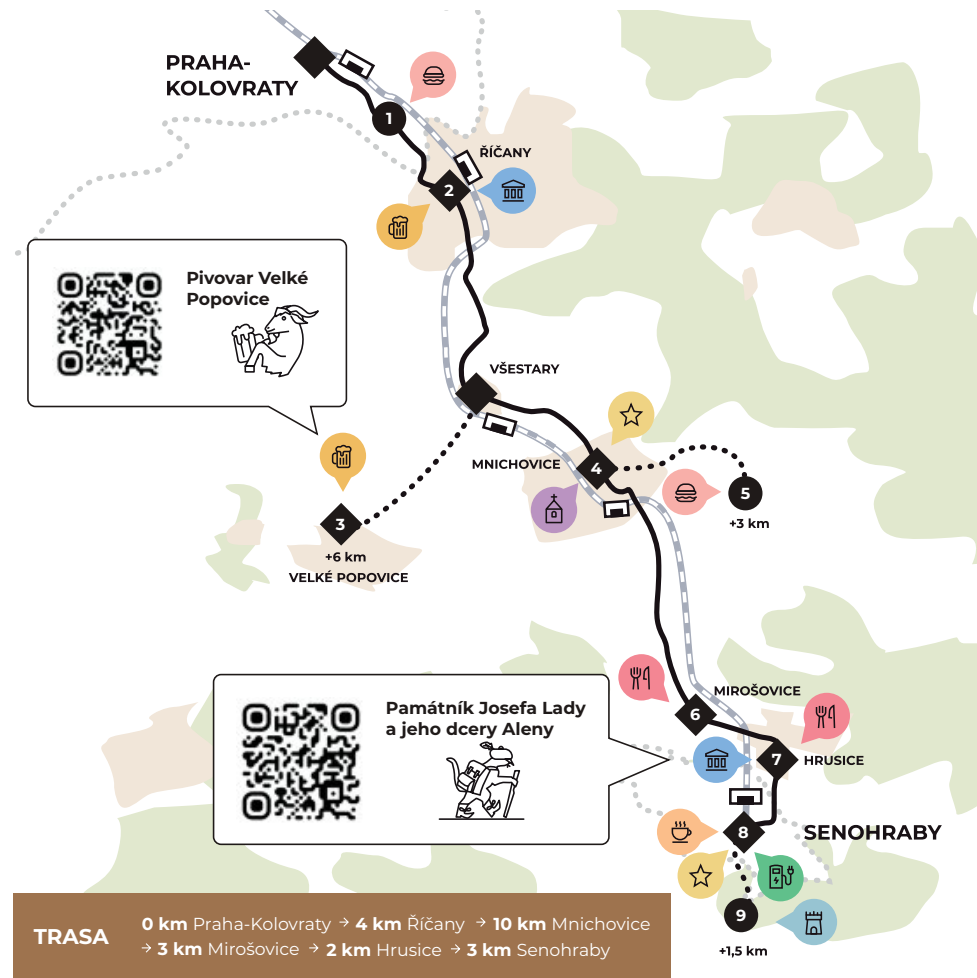 PRAHA-
KOLOVRATY
1
ŘÍČANY
2
Pivovar Velké
Popovice
VŠESTARY
MNICHOVICE
4
5
+3 km
3
+6 km
VELKÉ POPOVICE
MIROŠOVICE
6
Památník Josefa Lady
a jeho dcery Aleny
7
HRUSICE
8
SENOHRABY
9
+1,5 km
TRASA
0 km Praha-Kolovraty → 4 km Říčany → 10 km Mnichovice
→ 3 km Mirošovice → 2 km Hrusice → 3 km Senohraby